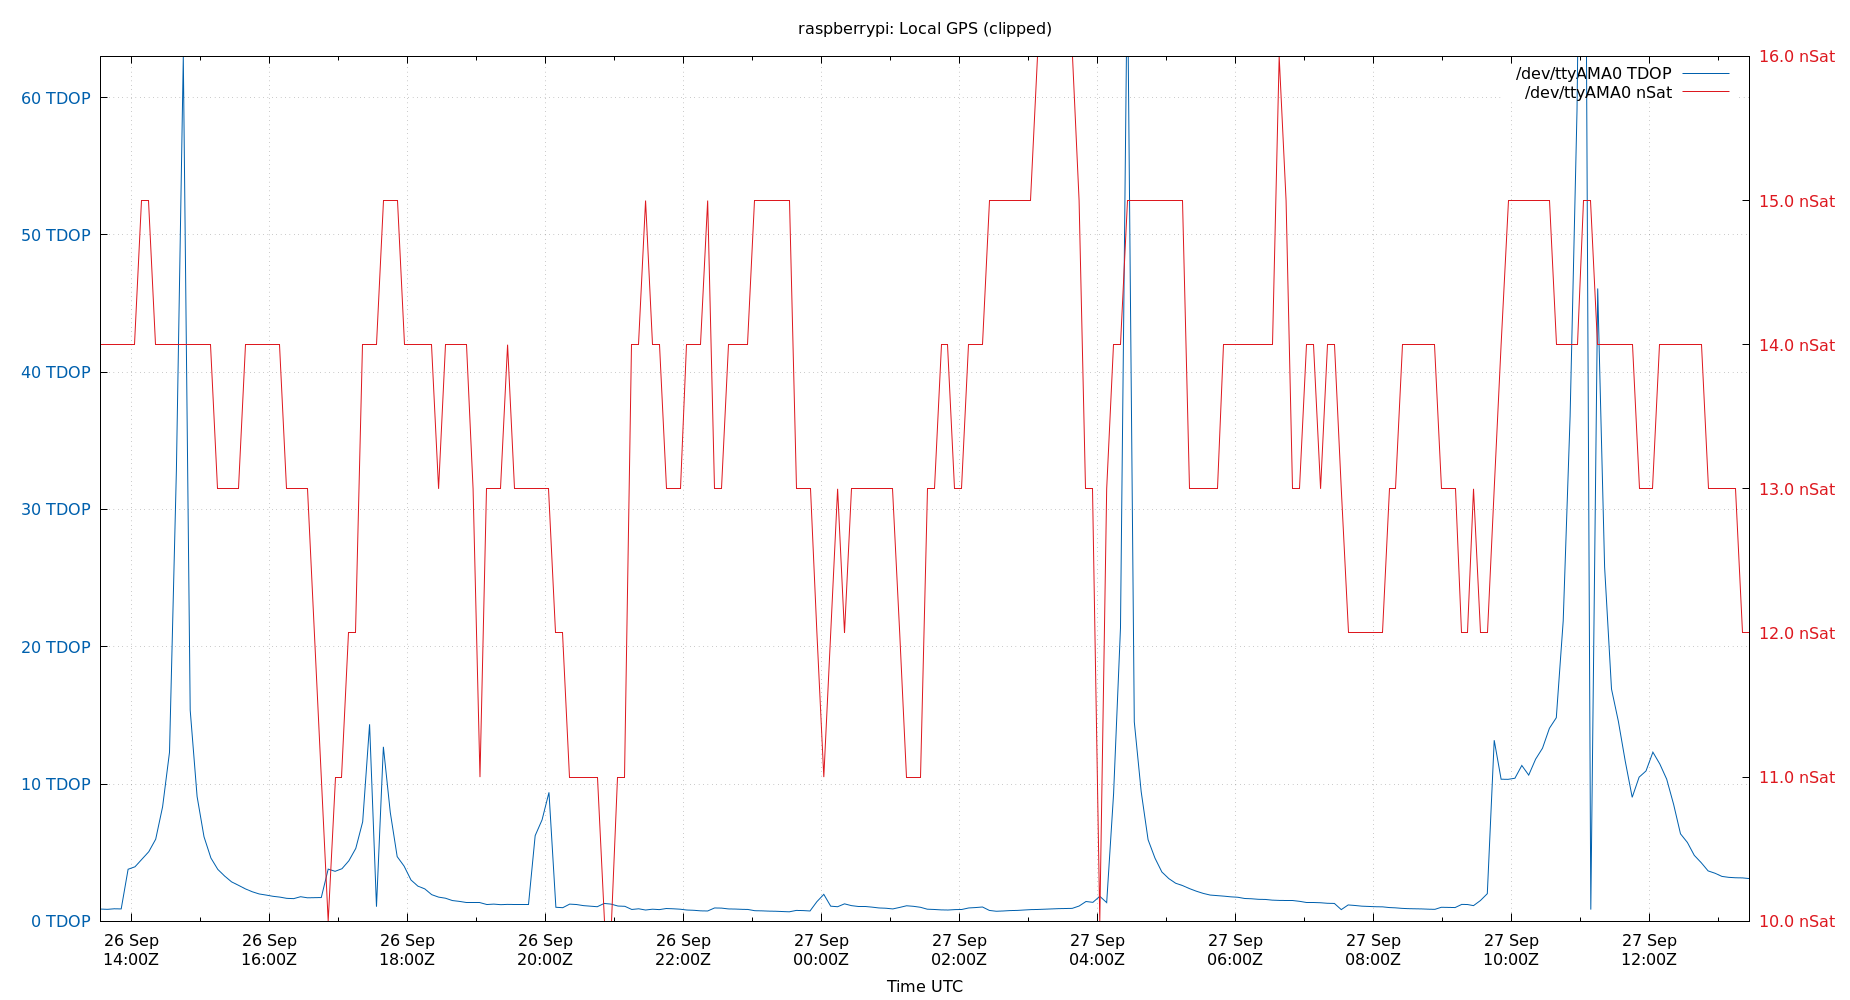 raspberrypi: Local GPS (clipped)
/dev/ttyAMA0 TDOP
/dev/ttyAMA0 nSat
60 TDOP
50 TDOP
40 TDOP
30 TDOP
20 TDOP
10 TDOP
0 TDOP
16.0 nSat
15.0 nSat
14.0 nSat
13.0 nSat
12.0 nSat
11.0 nSat
10.0 nSat
26 Sep
14:00Z
26 Sep
16:00Z
26 Sep
18:00Z
26 Sep
20:00Z
26 Sep
22:00Z
27 Sep
00:00Z
27 Sep
02:00Z
27 Sep
04:00Z
27 Sep
06:00Z
27 Sep
08:00Z
27 Sep
10:00Z
27 Sep
12:00Z
Time UTC